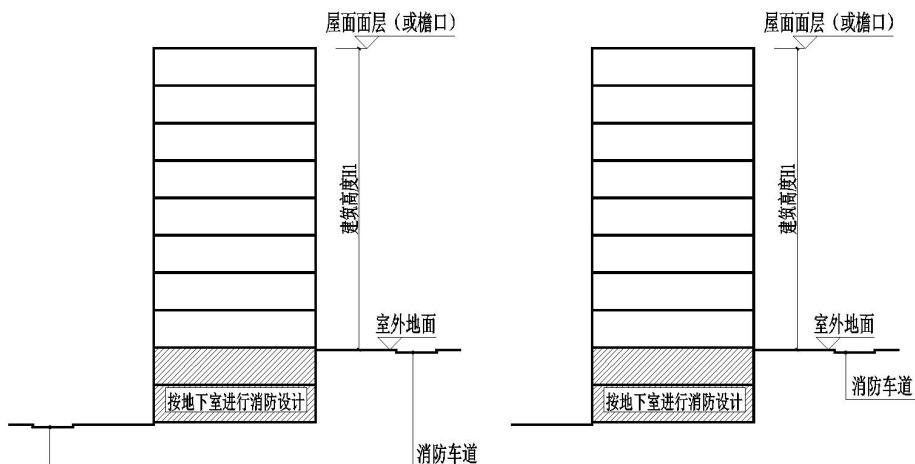 屋面面层（或檐口）
建筑高度H1
室外地面
按地下室进行消防设计
消防车道
屋面面层（或檐口）
建筑高度H1
室外地面
按地下室进行消防设计
消防车道